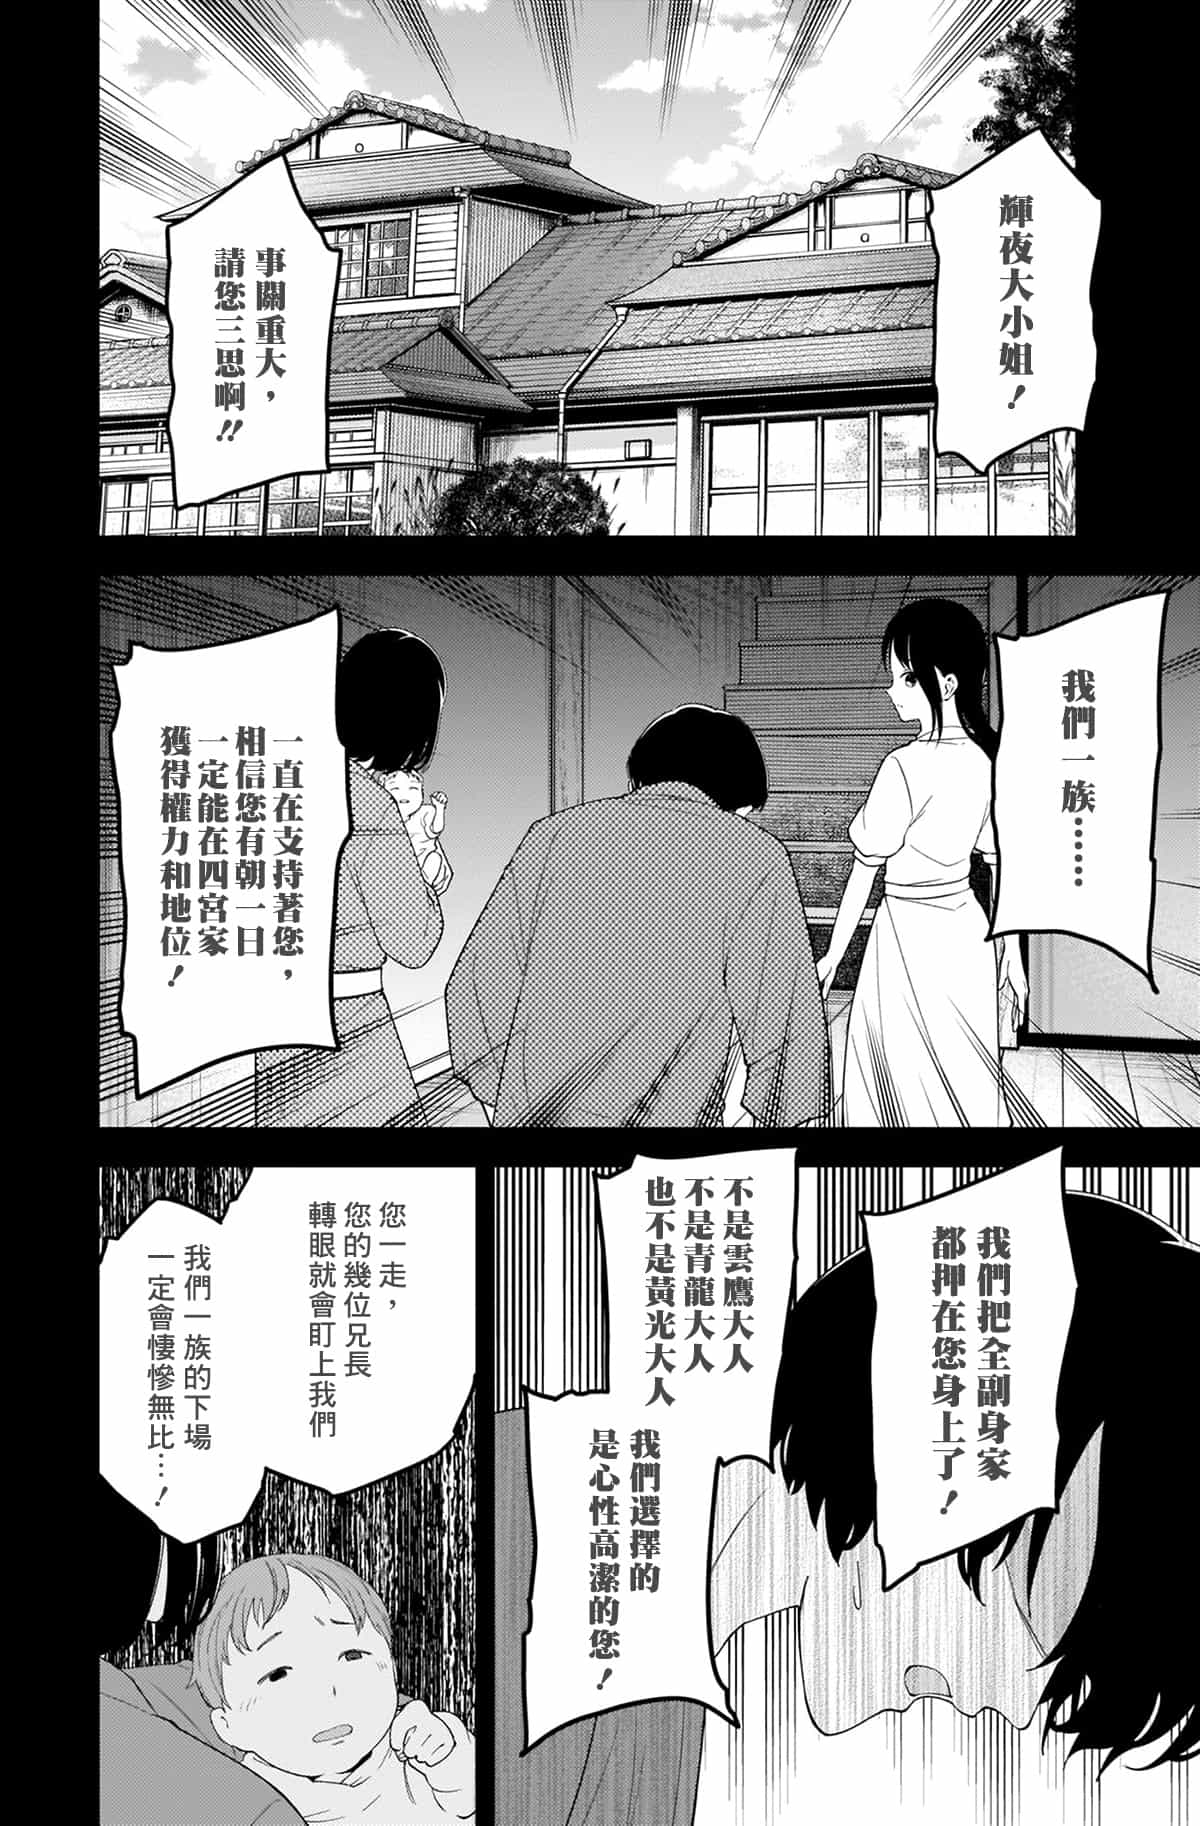 輝夜大小姐！
事關重大，
請您三思啊！！
我們一族……
一直在支持著您，
相信您有朝一日
一定能在四宮家
獲得權力和地位！
我們把全副身家
都押在您身上了！
不是雲鷹大人
不是青龍大人
也不是黃光大人
我們選擇的
是心性高潔的您！
您一走，
您的幾位兄長
轉眼就會盯上我們
我們一族的下場
一定會悽慘無比…！